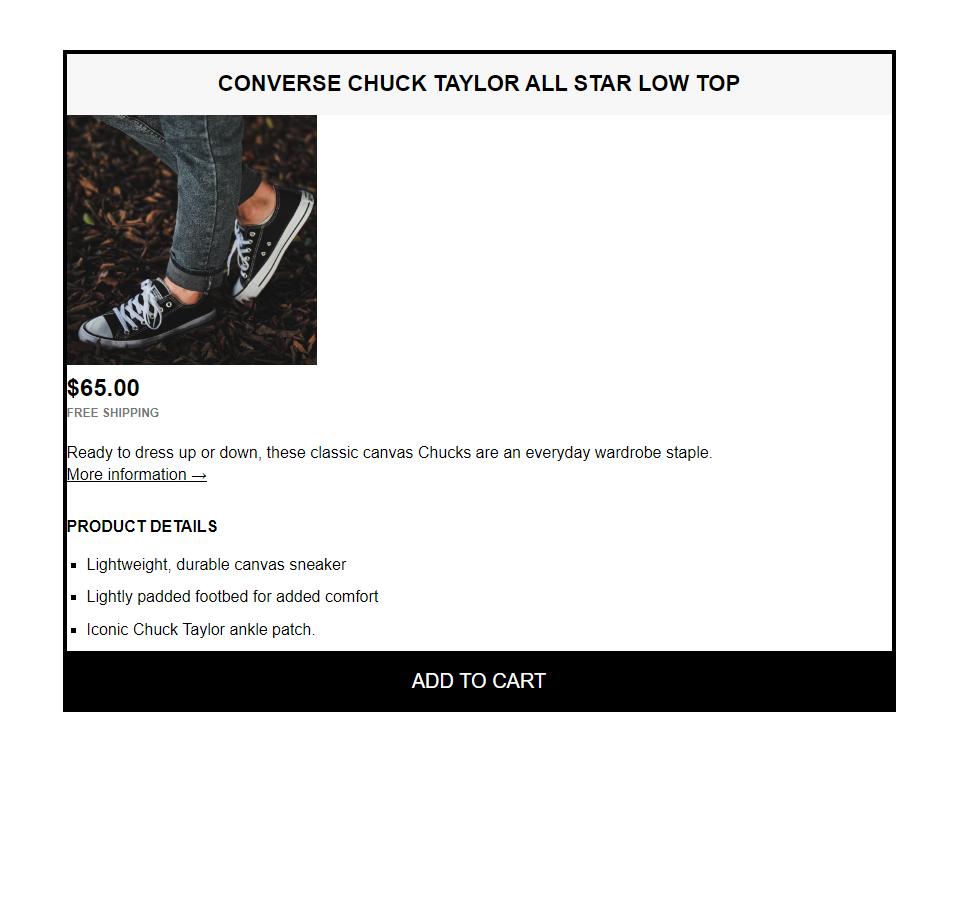 CONVERSE CHUCK TAYLOR ALL STAR LOW TOP
$65.00
FREE SHIPPING
Ready to dress up or down, these classic canvas Chucks are an everyday wardrobe staple.
More information →
PRODUCT DETAILS
Lightweight, durable canvas sneaker
Lightly padded footbed for added comfort
Iconic Chuck Taylor ankle patch.
ADD TO CART